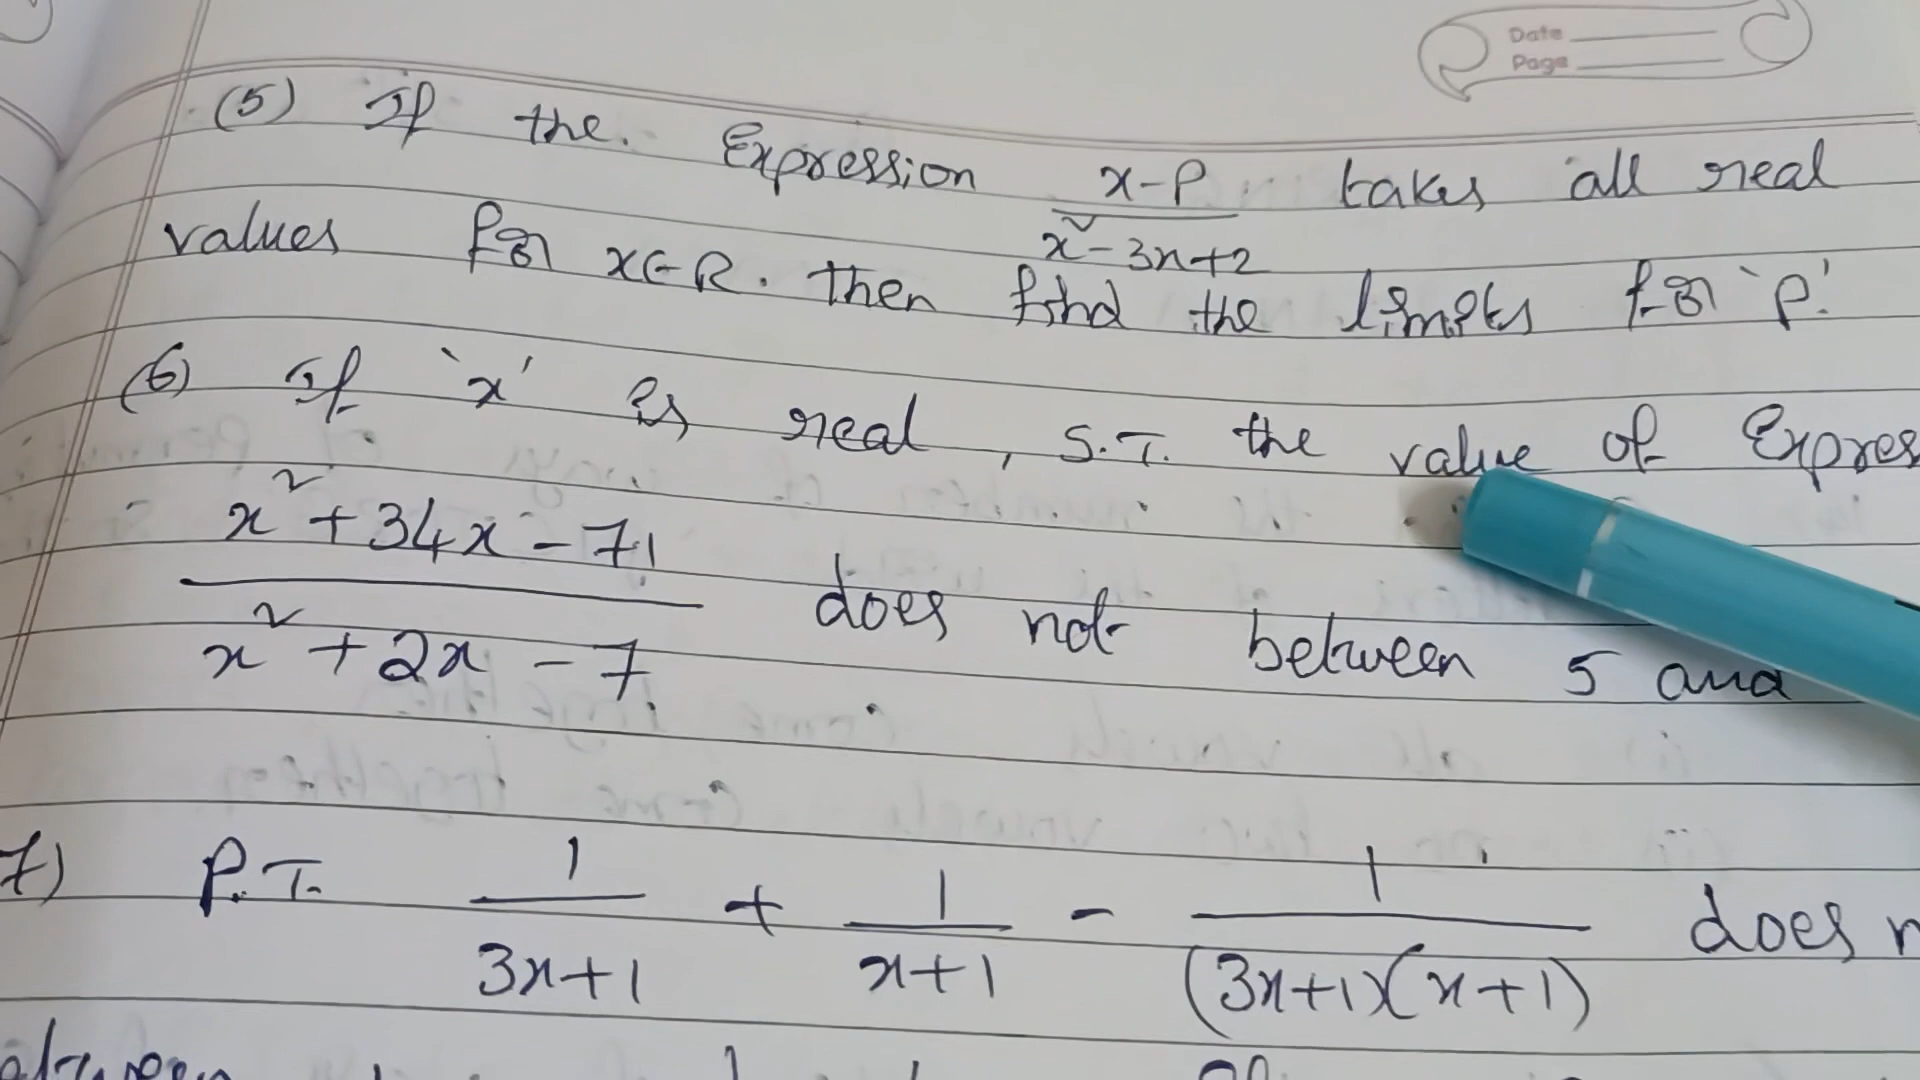 Date
Page
(5) If the Expression x-P / x²-3x+2 takes all real
values for x∈R. then find the limits for 'P'.
(6) If 'x' is real, S.T. the value of Expres
x²+34x-71 / x²+2x-7 does not between 5 and
7) P.T. 1/3x+1 + 1/x+1 - 1/(3x+1)(x+1) does n